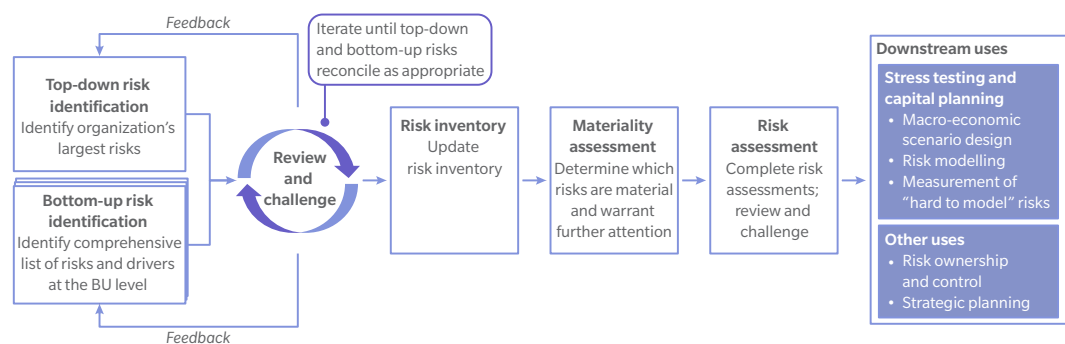 Feedback
Iterate until top-down
and bottom-up risks
reconcile as appropriate
Top-down risk
identification
Identify organization's
largest risks
Bottom-up risk
identification
Identify comprehensive
list of risks and drivers
at the BU level
Feedback
Review
and
challenge
Risk inventory
Update
risk inventory
Materiality
assessment
Determine which
risks are material
and warrant
further attention
Risk
assessment
Complete risk
assessments;
review and
challenge
Downstream uses
Stress testing and
capital planning
• Macro-economic
scenario design
• Risk modelling
• Measurement of
“hard to model” risks
Other uses
• Risk ownership
and control
• Strategic planning